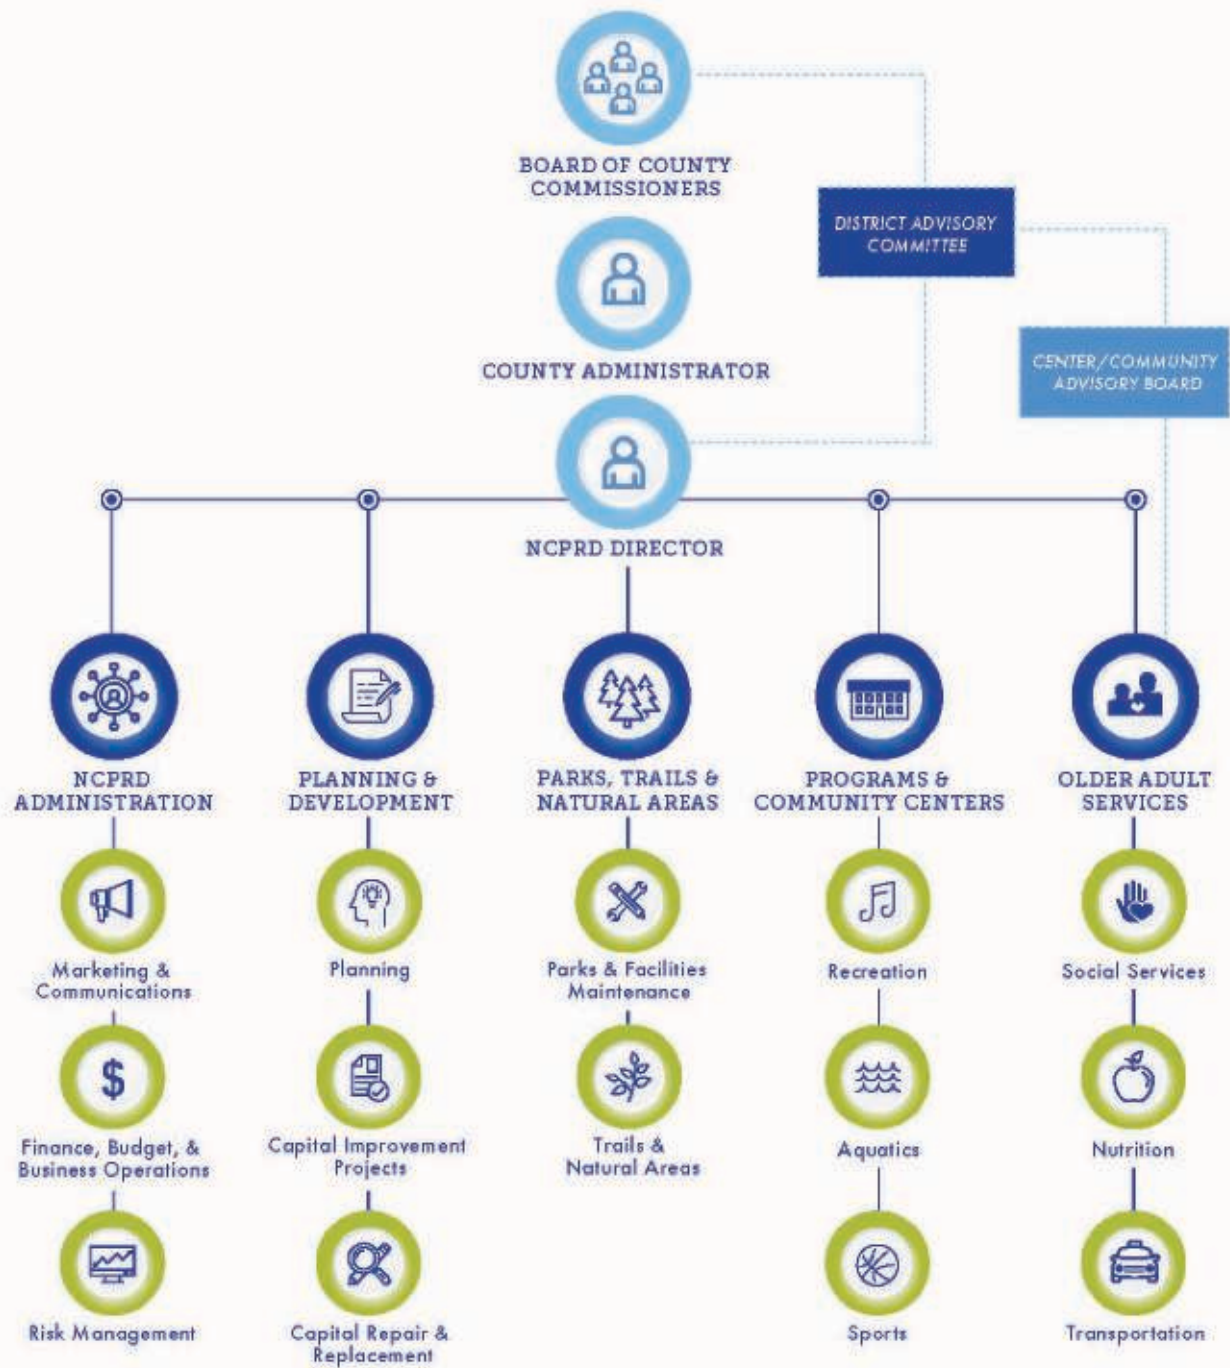 BOARD OF COUNTY
COMMISSIONERS
DISTRICT ADVISORY
COMMITTEE
COUNTY ADMINISTRATOR
CENTER/COMMUNITY
ADVISORY BOARD
NCPRD DIRECTOR
NCPRD
ADMINISTRATION
PLANNING &
DEVELOPMENT
PARKS, TRAILS &
NATURAL AREAS
PROGRAMS &
COMMUNITY CENTERS
OLDER ADULT
SERVICES
Marketing &
Communications
Planning
Parks & Facilities
Maintenance
Recreation
Social Services
$
Finance, Budget, &
Business Operations
Capital Improvement
Projects
Trails &
Natural Areas
Aquatics
Nutrition
Risk Management
Capital Repair &
Replacement
Sports
Transportation